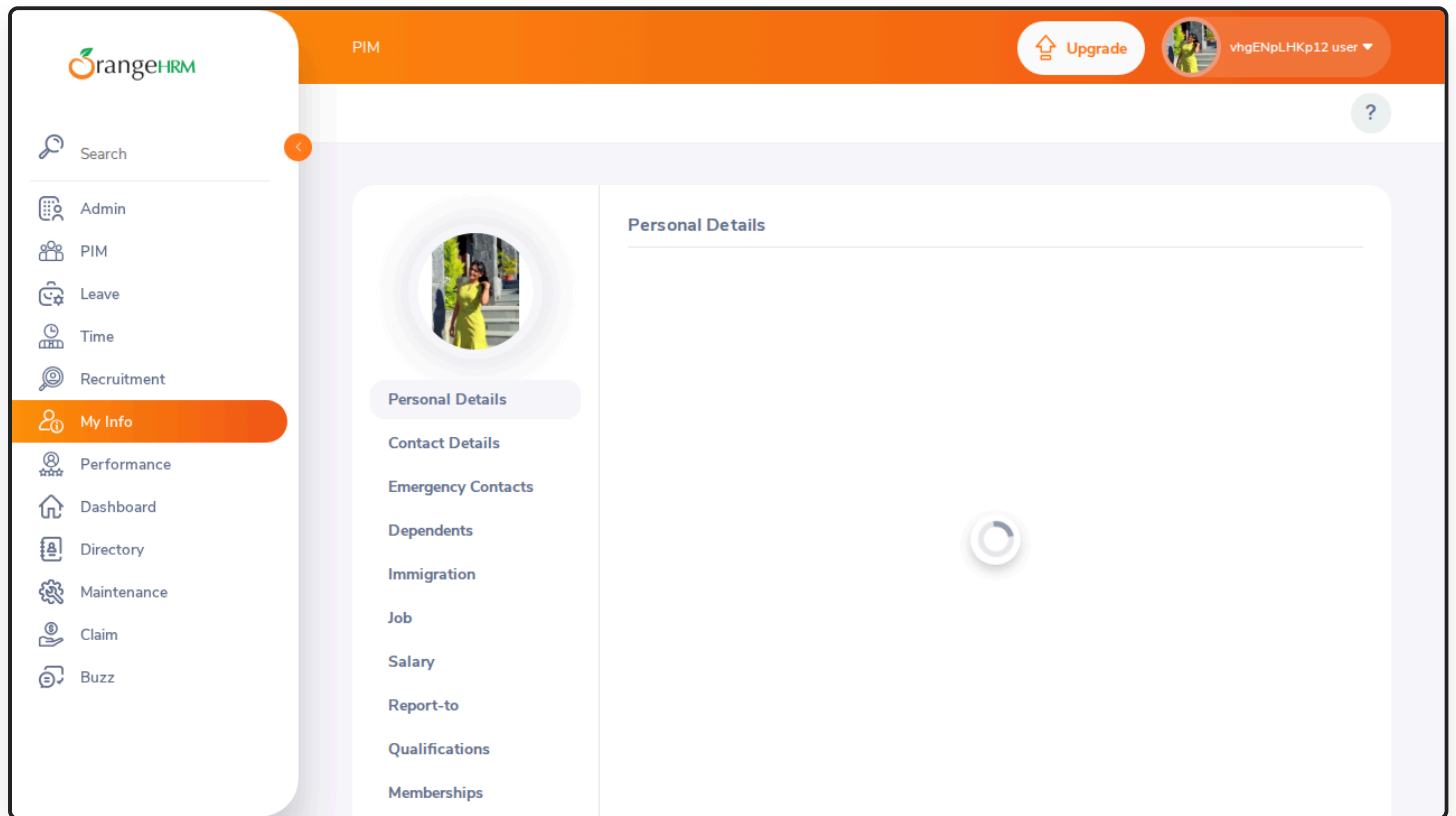 OrangeHRM
PIM
Upgrade
vhgENpLHKp12 user
?
Search
Admin
PIM
Leave
Time
Recruitment
My Info
Performance
Dashboard
Directory
Maintenance
Claim
Buzz
Personal Details
Contact Details
Emergency Contacts
Dependents
Immigration
Job
Salary
Report-to
Qualifications
Memberships
Personal Details